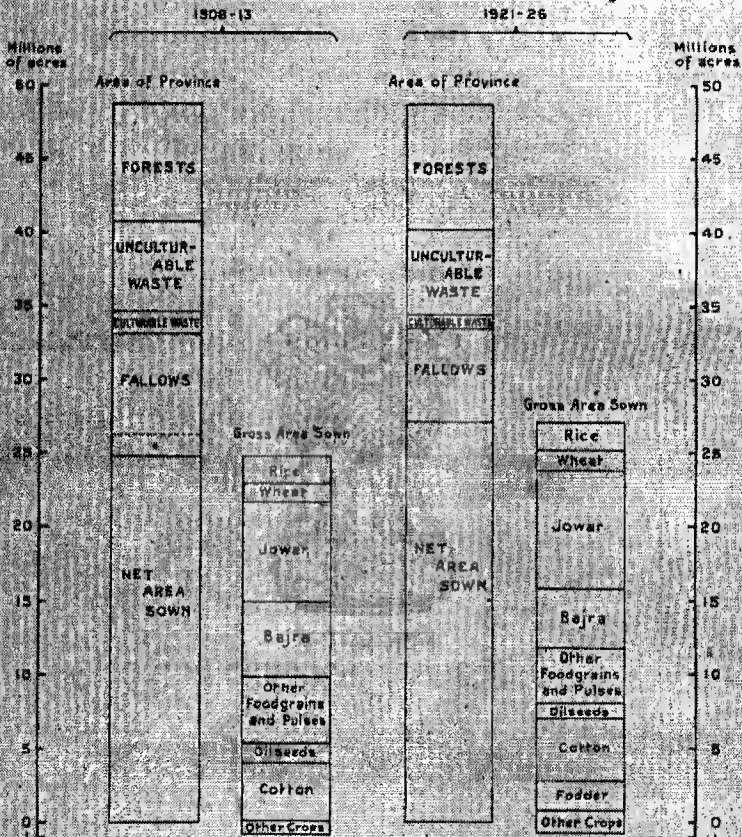 1908-13
1921-26
Millions
of acres
Millions
of acres
Area of Province
Area of Province
50
45
40
35
30
25
20
15
10
5
0
FORESTS
UNCULTUR-
ABLE
WASTE
CULTURABLE WASTE
FALLOWS
*
NET
AREA
SOWN
Gross Area Sown
Rice
Wheat
Jowar
Bajra
Other
Foodgrains
and Pulses
Oilseeds
Cotton
Other Crops
FORESTS
UNCULTUR-
ABLE
WASTE
CULTURABLE WASTE
FALLOWS
NET
AREA
SOWN
Gross Area Sown
Rice
Wheat
Jowar
Bajra
Other
Foodgrains
and Pulses
Oilseeds
Cotton
Fodder
Other Crops
50
45
40
35
30
25
20
15
10
5
0